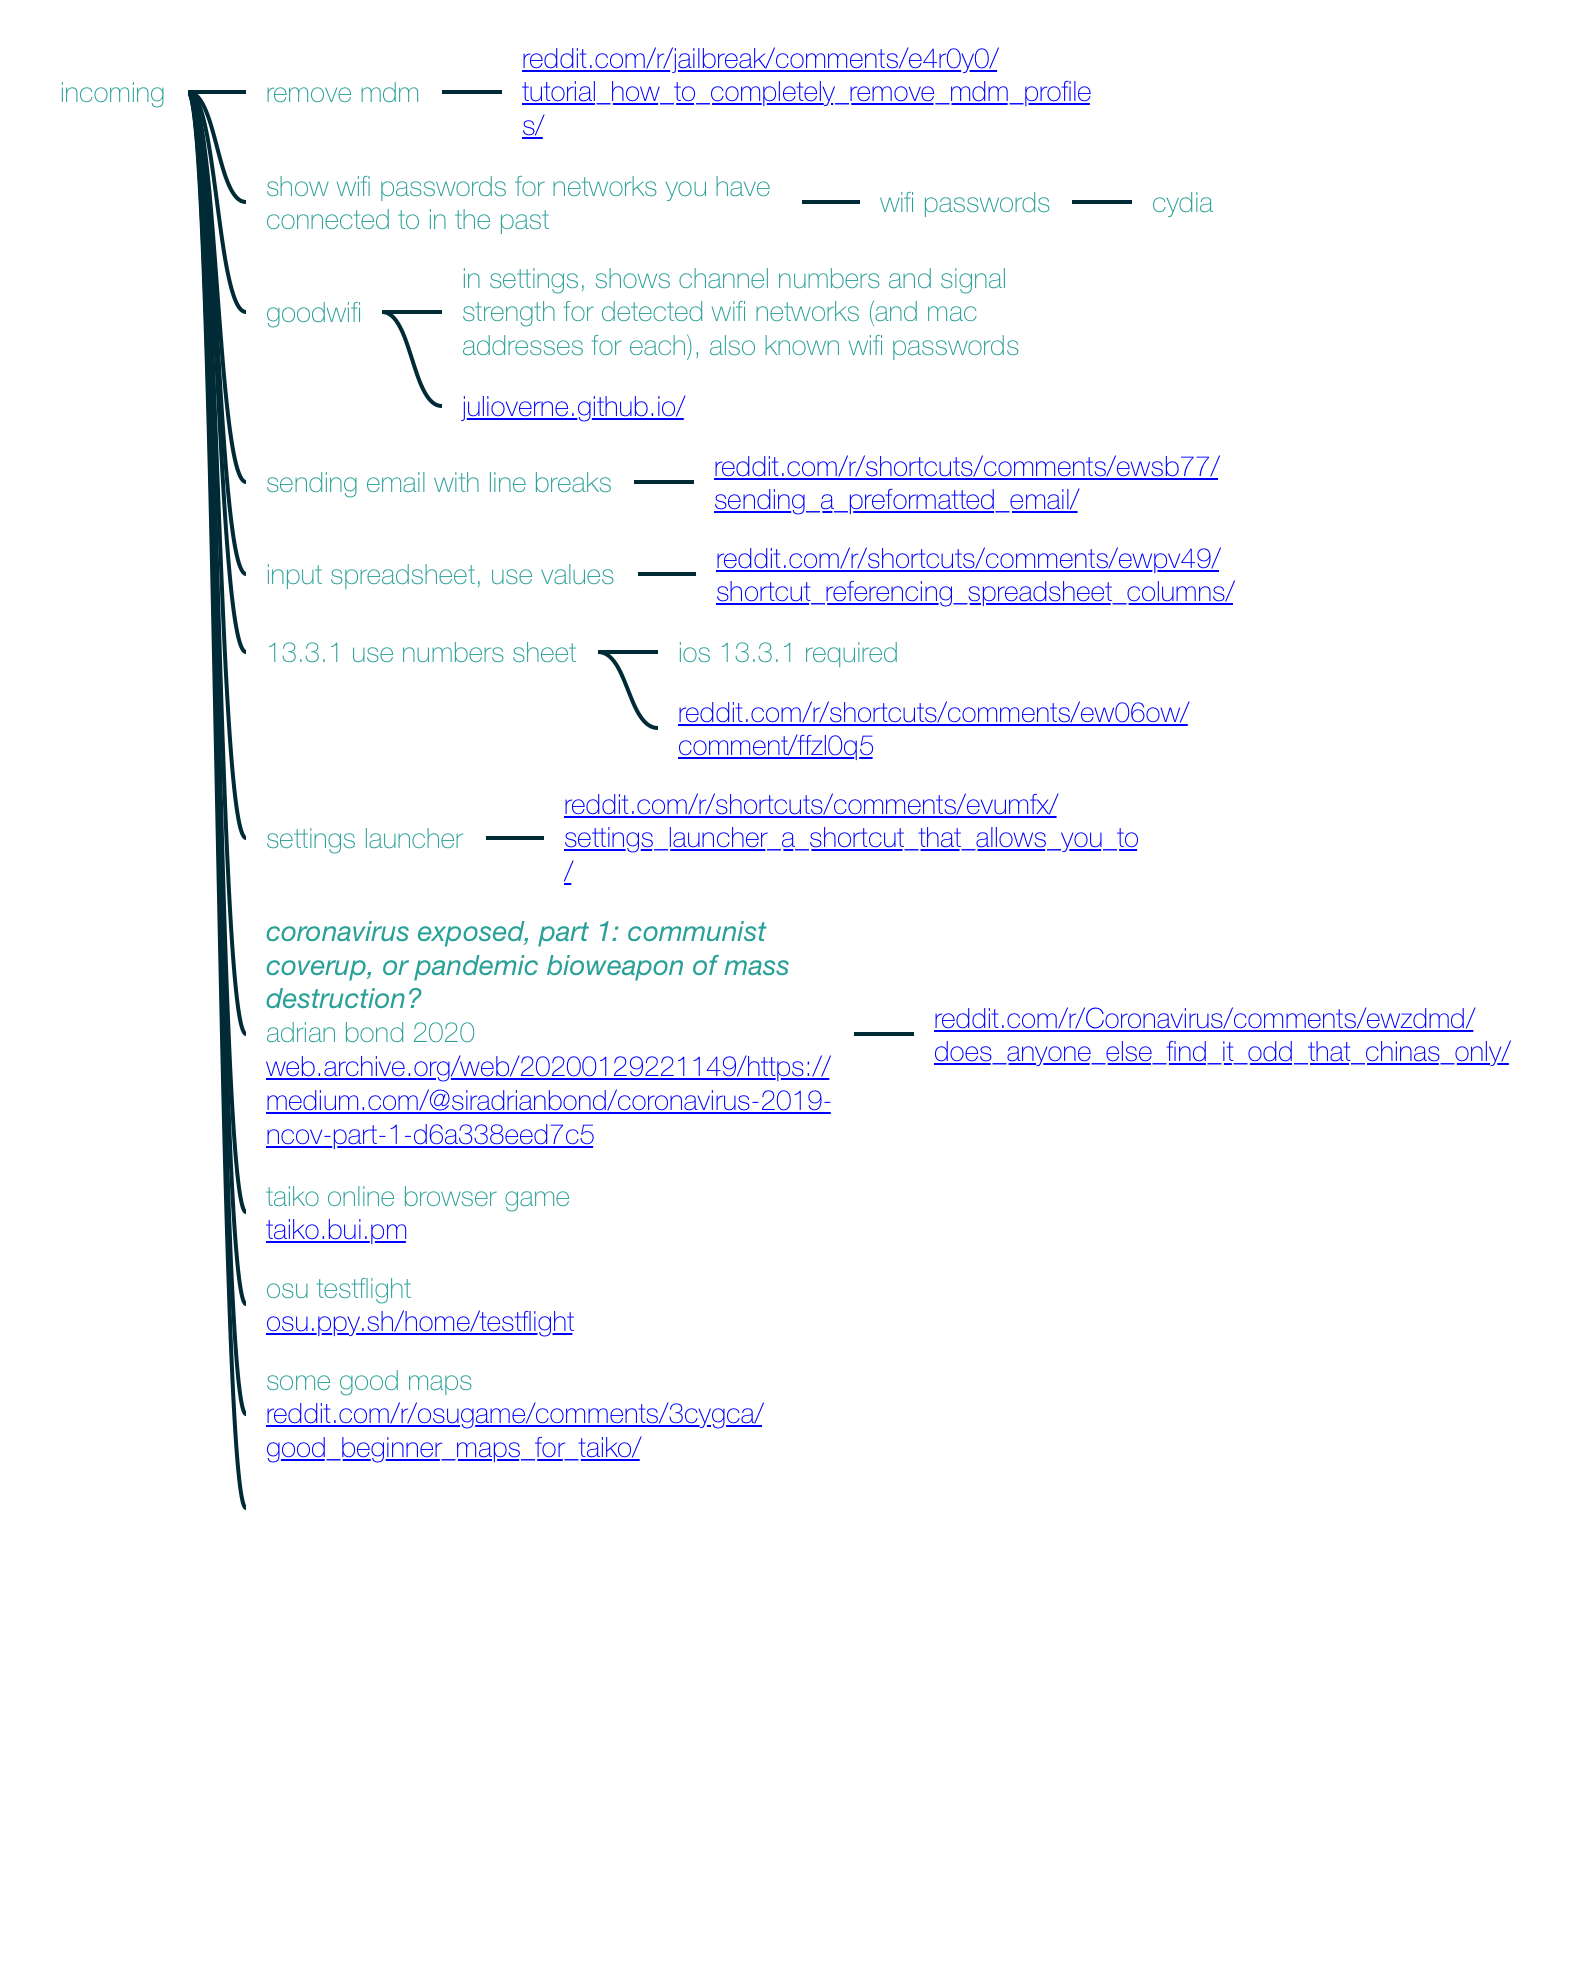 incoming
remove mdm
reddit.com/r/jailbreak/comments/e4r0y0/
tutorial_how_to_completely_remove_mdm_profile
s/
show wifi passwords for networks you have
connected to in the past
wifi passwords
cydia
goodwifi
in settings, shows channel numbers and signal
strength for detected wifi networks (and mac
addresses for each), also known wifi passwords
julioverne.github.io/
sending email with line breaks
reddit.com/r/shortcuts/comments/ewsb77/
sending_a_preformatted_email/
input spreadsheet, use values
reddit.com/r/shortcuts/comments/ewpv49/
shortcut_referencing_spreadsheet_columns/
13.3.1 use numbers sheet
ios 13.3.1 required
reddit.com/r/shortcuts/comments/ew06ow/
comment/ffzl0q5
settings launcher
reddit.com/r/shortcuts/comments/evumfx/
settings_launcher_a_shortcut_that_allows_you_to
/
coronavirus exposed, part 1: communist
coverup, or pandemic bioweapon of mass
destruction?
adrian bond 2020
web.archive.org/web/20200129221149/https://
medium.com/@siradrianbond/coronavirus-2019-
ncov-part-1-d6a338eed7c5
reddit.com/r/Coronavirus/comments/ewzdmd/
does_anyone_else_find_it_odd_that_chinas_only/
taiko online browser game
taiko.bui.pm
osu testflight
osu.ppy.sh/home/testflight
some good maps
reddit.com/r/osugame/comments/3cygca/
good_beginner_maps_for_taiko/